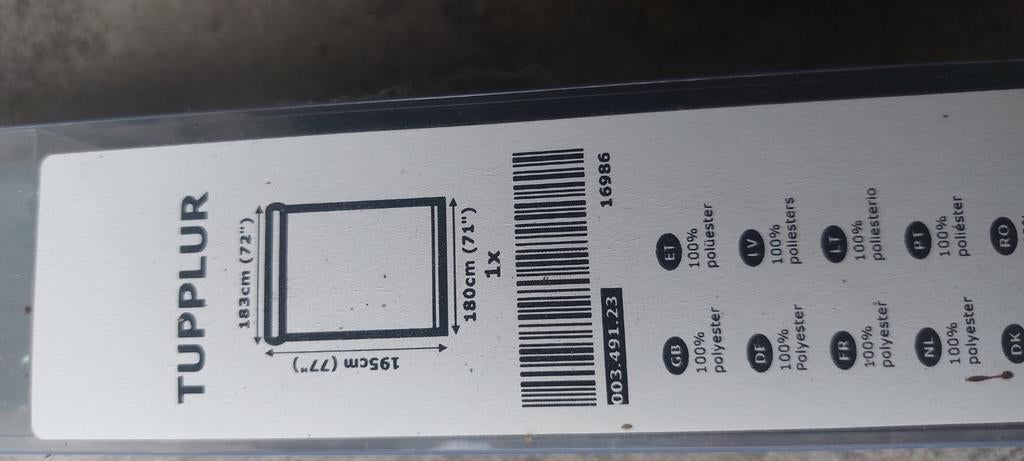 TUPPLUR
183cm (72")
195cm (77")
180cm (71")
1x
003.491.23
16986
GB
100%
polyester
ET
100%
polüester
DE
100%
Polyester
LV
100%
poliesters
FR
100%
polyester
LT
100%
poliesterio
NL
100%
polyester
PT
100%
poliéster
DK
RO